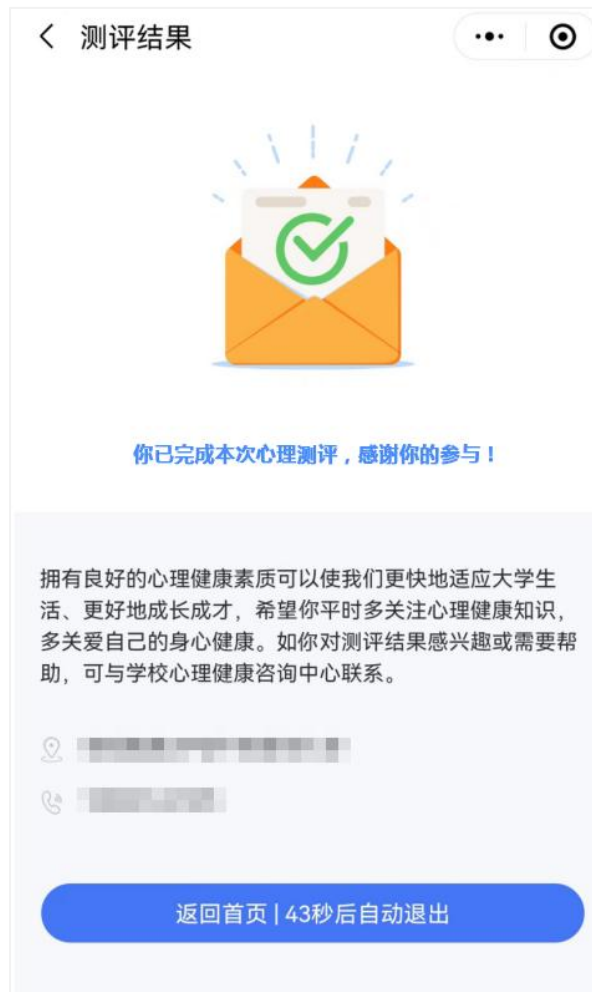 测评结果
你已完成本次心理测评，感谢你的参与！
拥有良好的心理健康素质可以使我们更快地适应大学生
活、更好地成长成才，希望你平时多关注心理健康知识，
多关爱自己的身心健康。如你对测评结果感兴趣或需要帮
助，可与学校心理健康咨询中心联系。
返回首页 | 43秒后自动退出